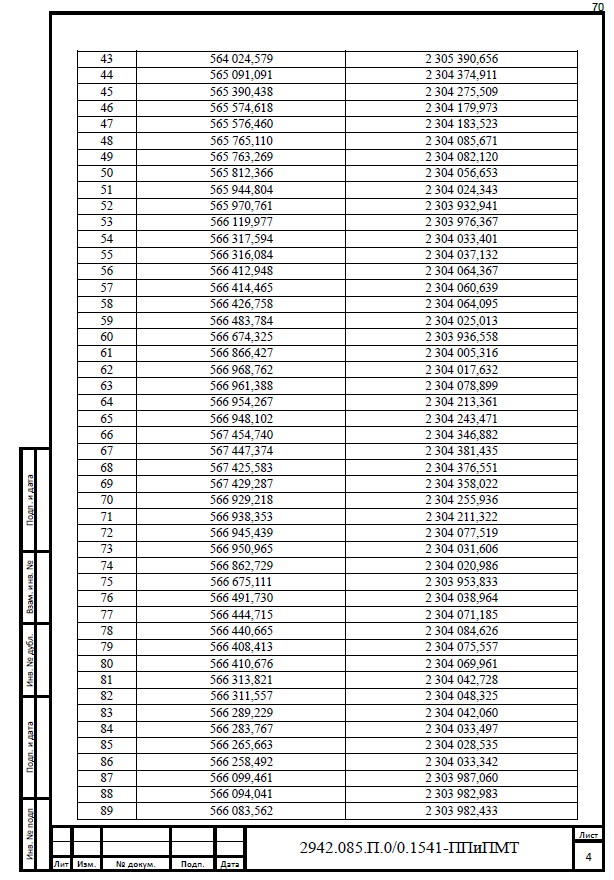 70
43 564 024,579 2 305 390,656
44 565 091,091 2 304 374,911
45 565 390,438 2 304 275,509
46 565 574,618 2 304 179,973
47 565 576,460 2 304 183,523
48 565 765,110 2 304 085,671
49 565 763,269 2 304 082,120
50 565 812,366 2 304 056,653
51 565 944,804 2 304 024,343
52 565 970,761 2 303 932,941
53 566 119,977 2 303 976,367
54 566 317,594 2 304 033,401
55 566 316,084 2 304 037,132
56 566 412,948 2 304 064,367
57 566 414,465 2 304 060,639
58 566 426,758 2 304 064,095
59 566 483,784 2 304 025,013
60 566 674,325 2 303 936,558
61 566 866,427 2 304 005,316
62 566 968,762 2 304 017,632
63 566 961,388 2 304 078,899
64 566 954,267 2 304 213,361
65 566 948,102 2 304 243,471
66 567 454,740 2 304 346,882
67 567 447,374 2 304 381,435
68 567 425,583 2 304 376,551
69 567 429,287 2 304 358,022
70 566 929,218 2 304 255,936
71 566 938,353 2 304 211,322
72 566 945,439 2 304 077,519
73 566 950,965 2 304 031,606
74 566 862,729 2 304 020,986
75 566 675,111 2 303 953,833
76 566 491,730 2 304 038,964
77 566 444,715 2 304 071,185
78 566 440,665 2 304 084,626
79 566 408,413 2 304 075,557
80 566 410,676 2 304 069,961
81 566 313,821 2 304 042,728
82 566 311,557 2 304 048,325
83 566 289,229 2 304 042,060
84 566 283,767 2 304 033,497
85 566 265,663 2 304 028,535
86 566 258,492 2 304 033,342
87 566 099,461 2 303 987,060
88 566 094,041 2 303 982,983
89 566 083,562 2 303 982,433
Подп. и дата
Взам. инв. №
Инв. № дубл.
Подп. и дата
Инв. № подп
Лит Изм. № докум. Подп. Дата
2942.085.П.0/0.1541-ППиПМТ
Лист
4